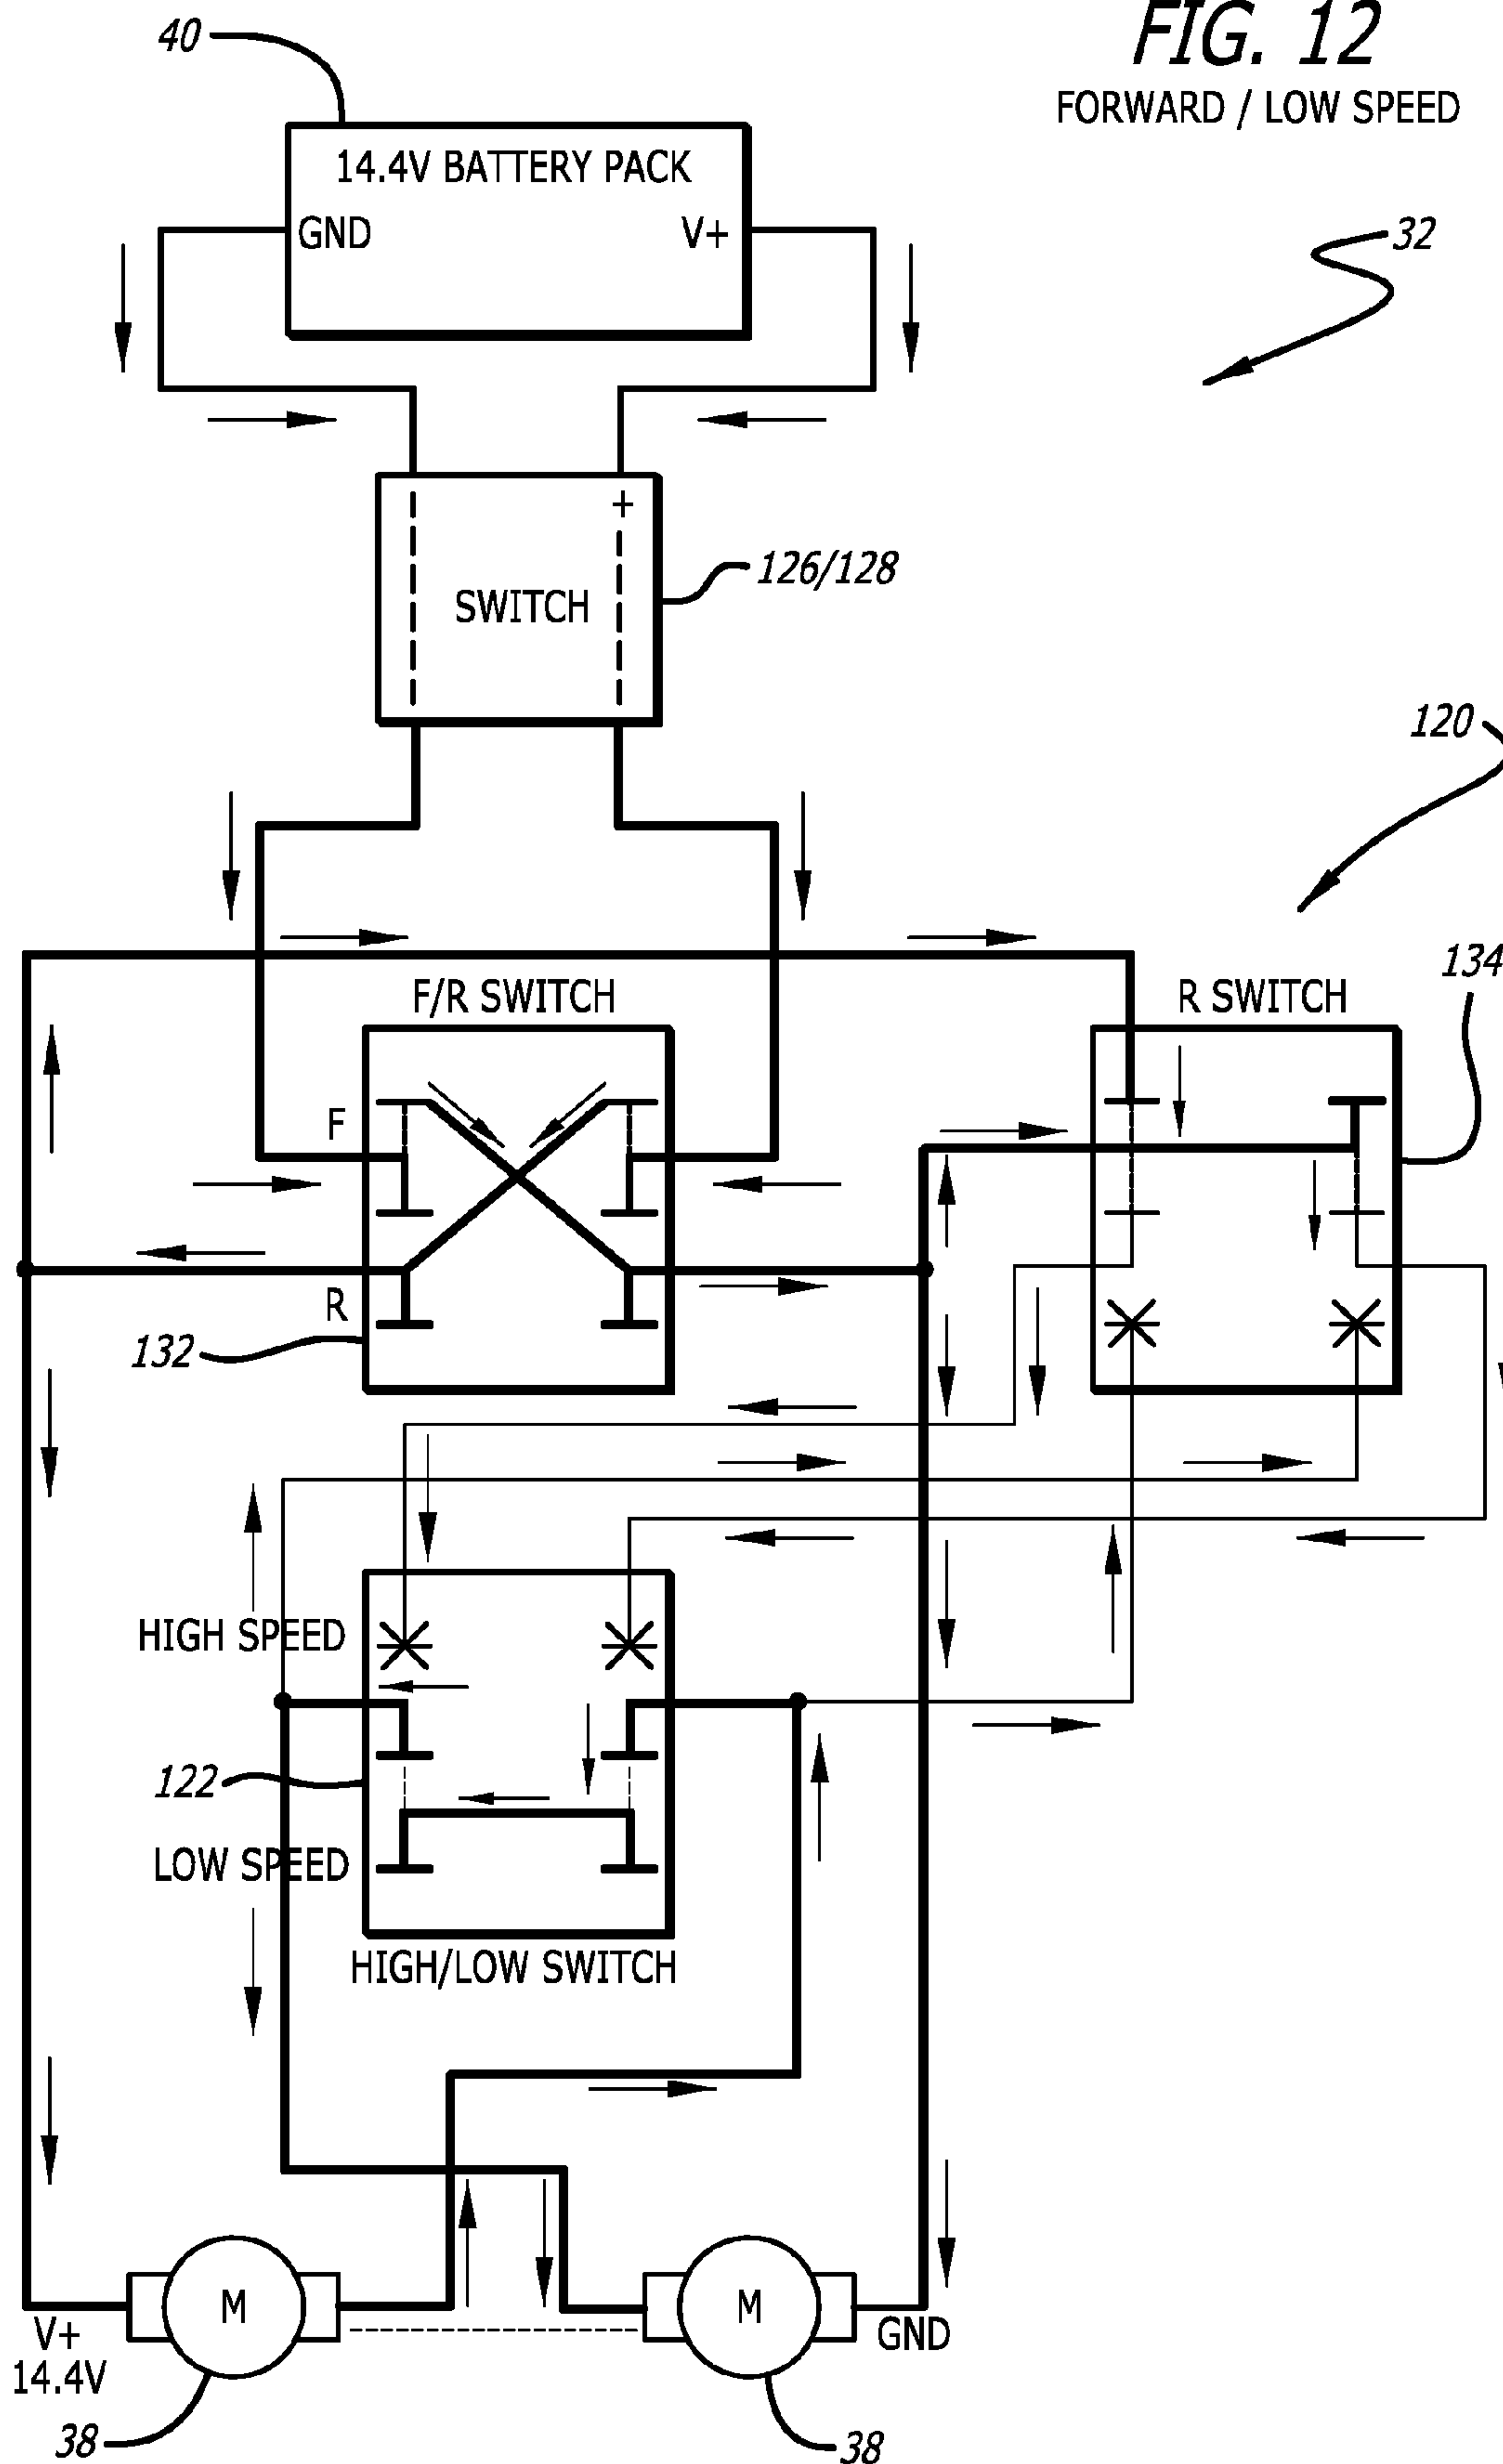 FIG. 12
FORWARD / LOW SPEED
40
14.4V BATTERY PACK
GND
V+
32
+
SWITCH
126/128
120
134
F/R SWITCH
R SWITCH
F
R
132
HIGH SPEED
122
LOW SPEED
HIGH/LOW SWITCH
M
M
V+
14.4V
GND
38
38